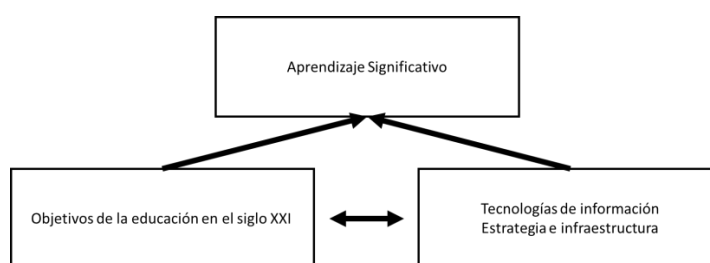 Aprendizaje Significativo
Objetivos de la educación en el siglo XXI
Tecnologías de información
Estrategia e infraestructura